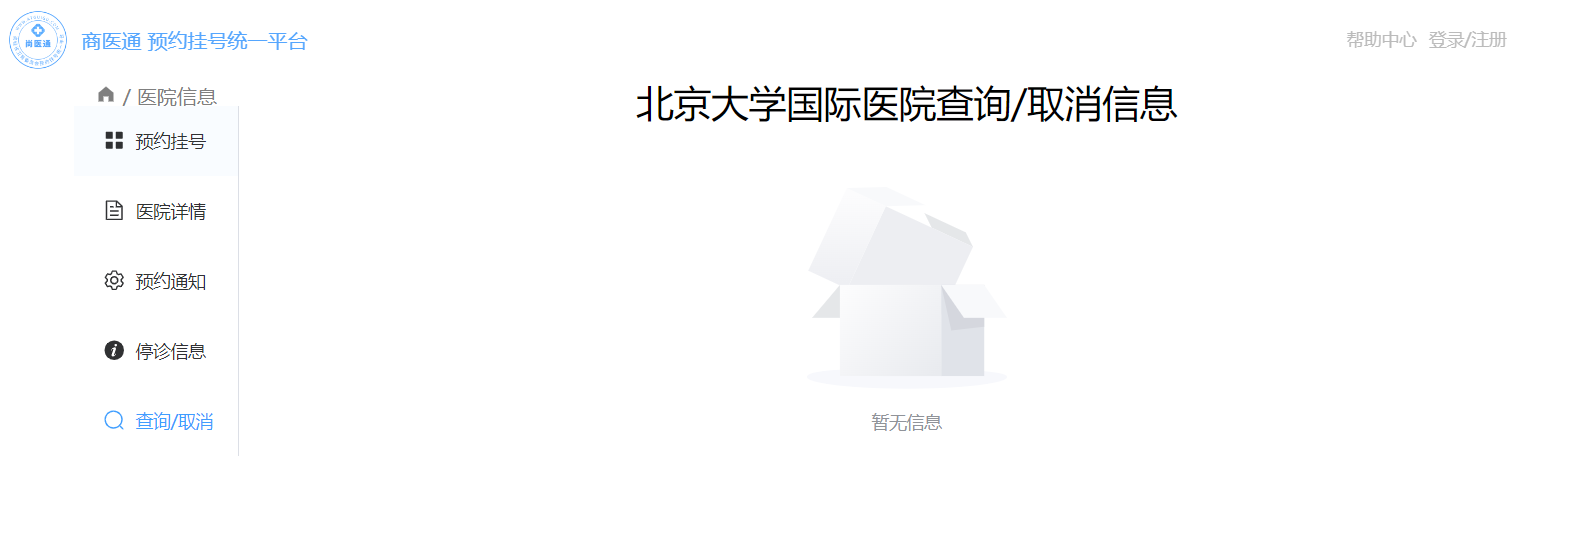 尚医通
商医通 预约挂号统一平台
帮助中心 登录/注册
/ 医院信息
预约挂号
医院详情
预约通知
停诊信息
查询/取消
北京大学国际医院查询/取消信息
暂无信息